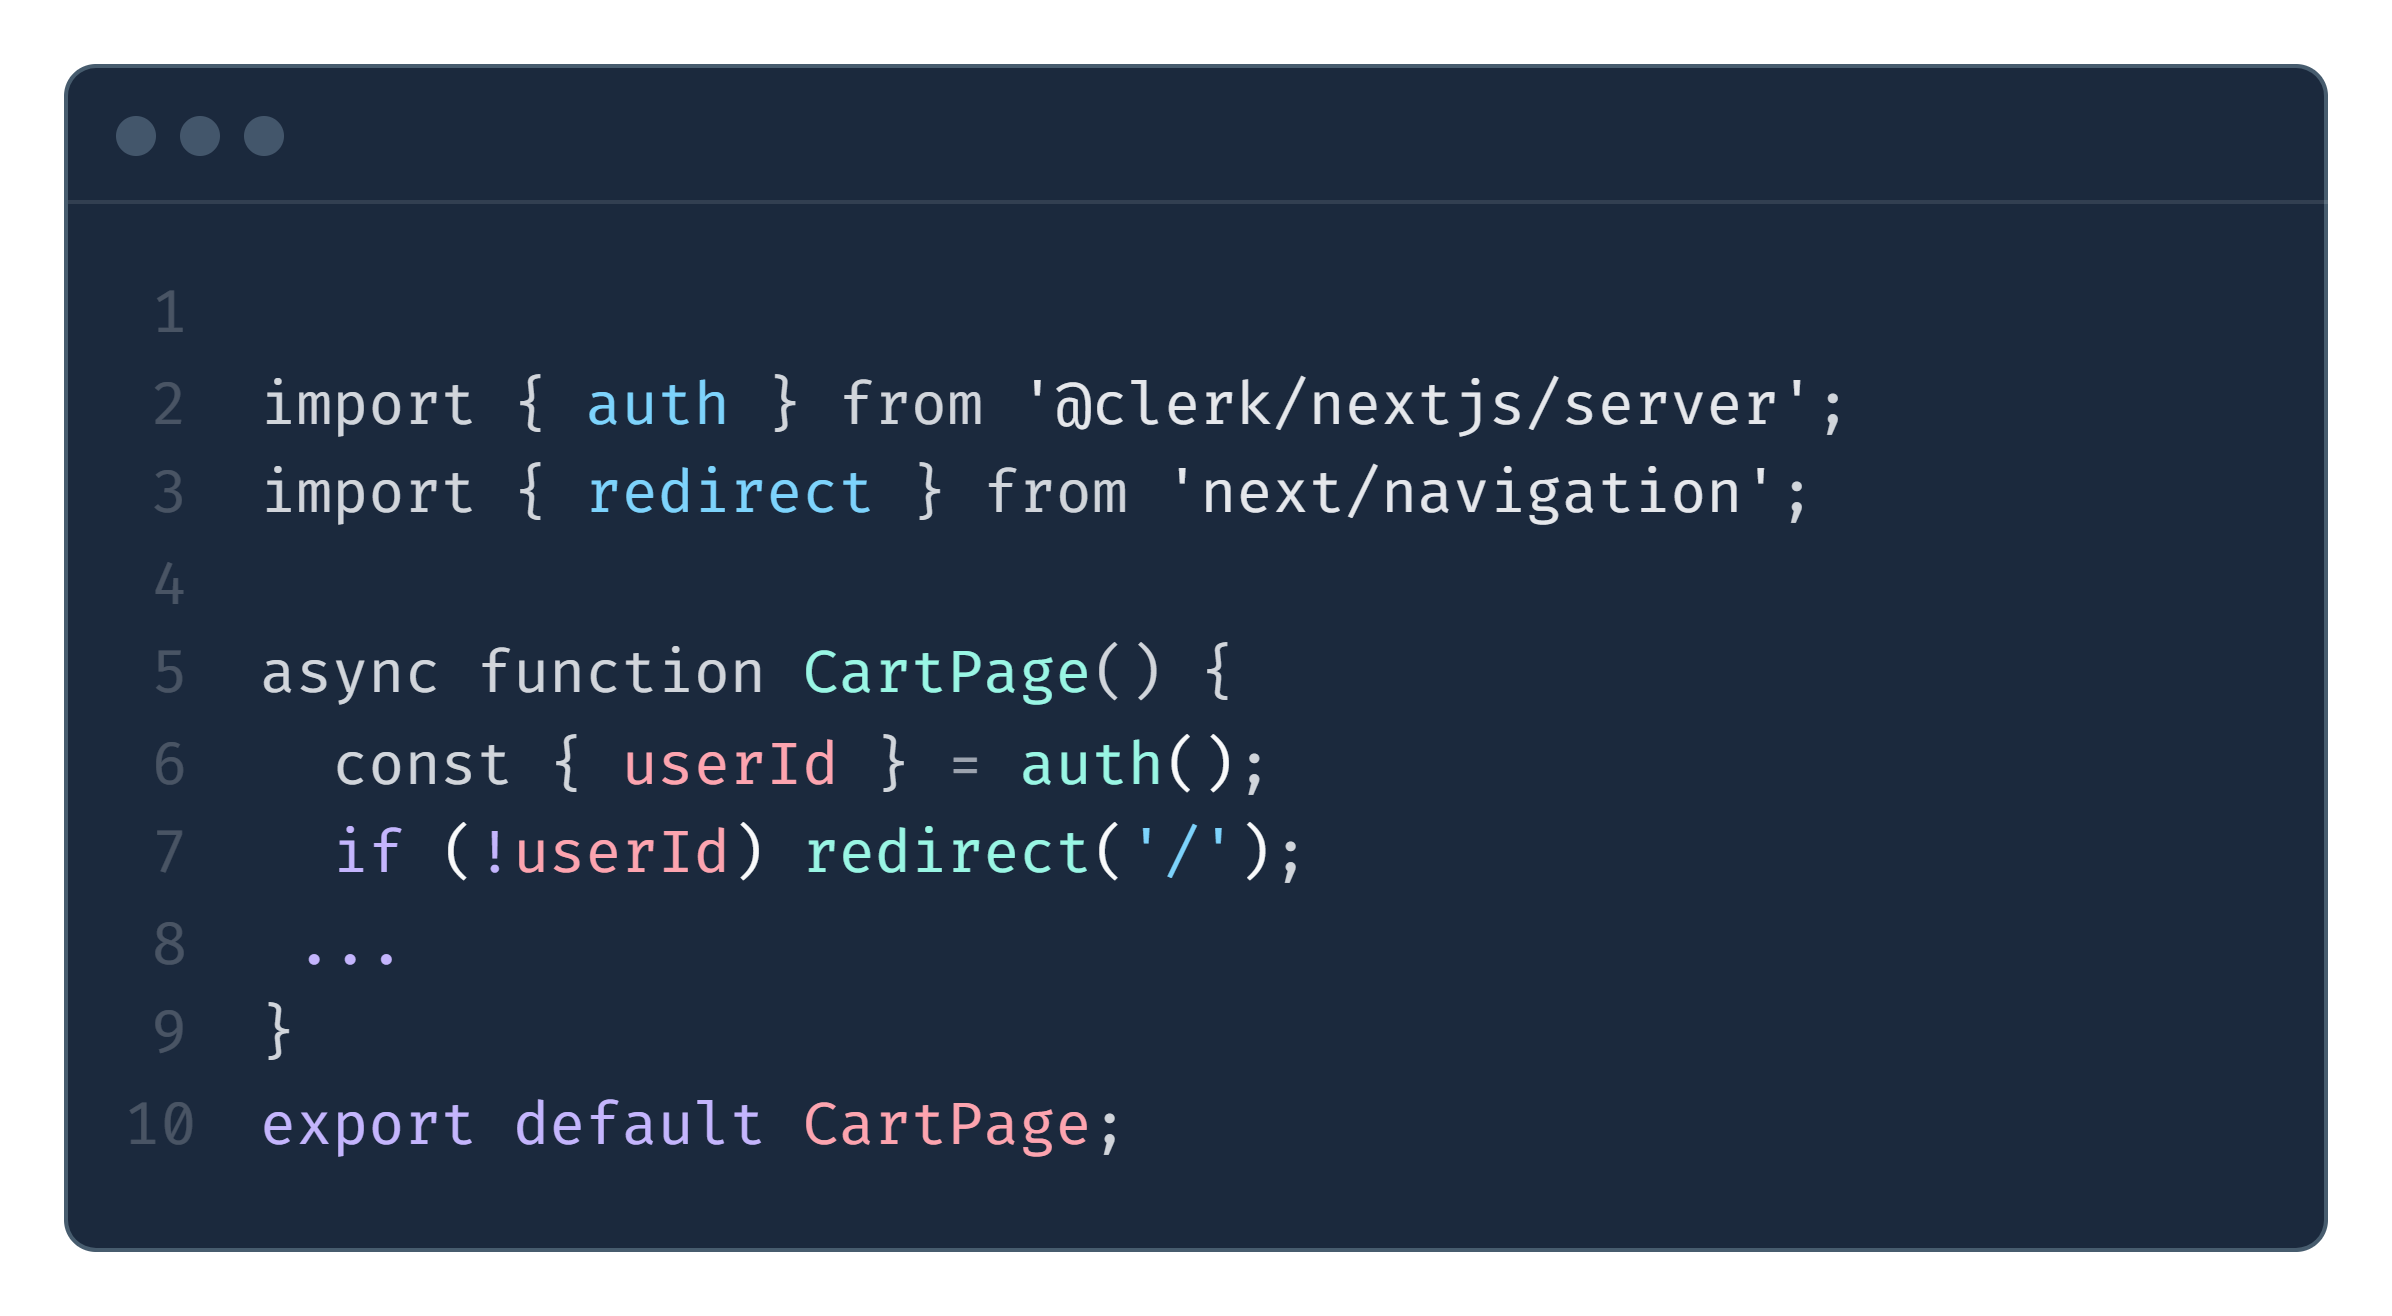 1
2 import { auth } from '@clerk/nextjs/server';
3 import { redirect } from 'next/navigation';
4
5 async function CartPage() {
6   const { userId } = auth();
7   if (!userId) redirect('/');
8  ...
9 }
10 export default CartPage;